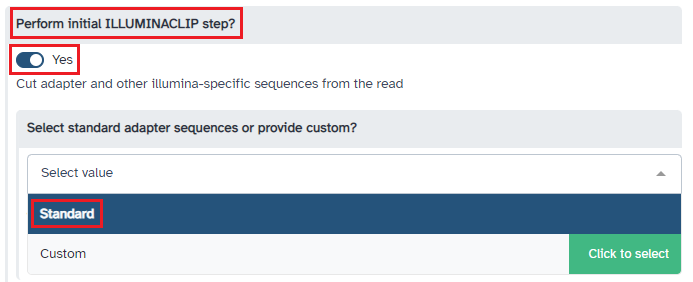 Perform initial ILLUMINACLIP step?
Yes
Cut adapter and other illumina-specific sequences from the read
Select standard adapter sequences or provide custom?
Select value
Standard
Custom
Click to select